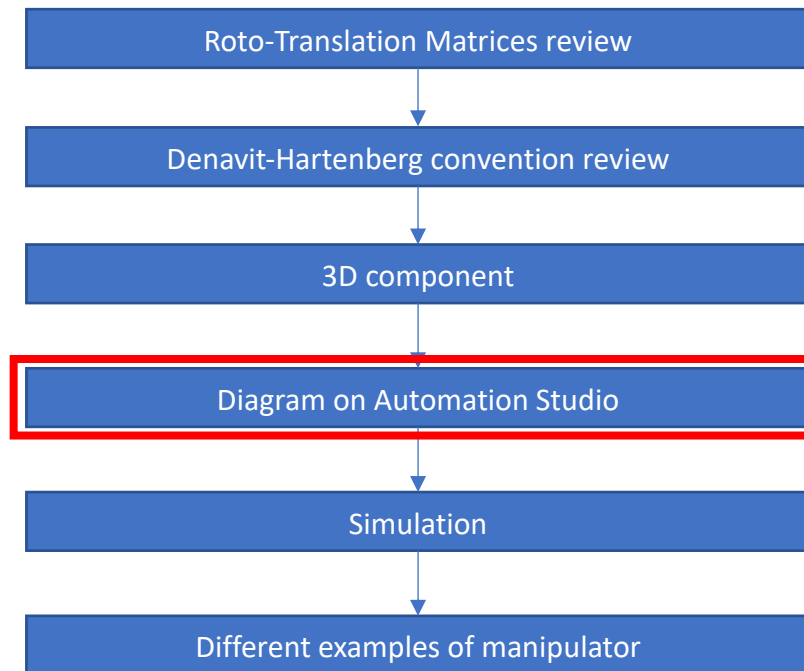 Roto-Translation Matrices review
Denavit-Hartenberg convention review
3D component
Diagram on Automation Studio
Simulation
Different examples of manipulator